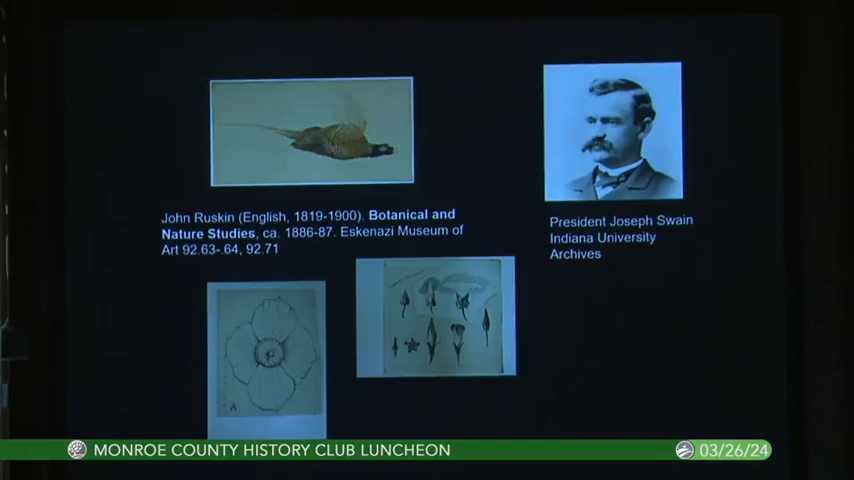 John Ruskin (English, 1819-1900). Botanical and
Nature Studies, ca. 1886-87. Eskenazi Museum of
Art 92.63-.64, 92.71
President Joseph Swain
Indiana University
Archives
A
MONROE COUNTY HISTORY CLUB LUNCHEON
03/26/24